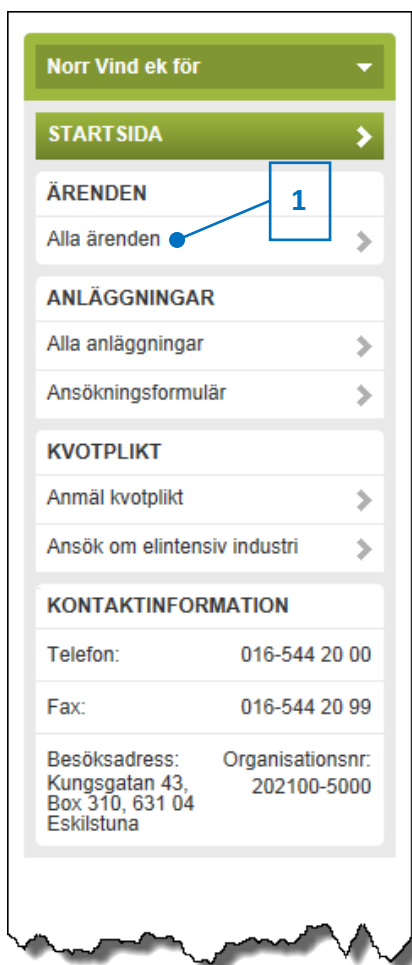 Norr Vind ek för
STARTSIDA
ÄRENDEN
1
Alla ärenden
ANLÄGGNINGAR
Alla anläggningar
Ansökningsformulär
KVOTPLIKT
Anmäl kvotplikt
Ansök om elintensiv industri
KONTAKTINFORMATION
Telefon: 016-544 20 00
Fax: 016-544 20 99
Besöksadress: Organisationsnr:
Kungsgatan 43, 202100-5000
Box 310, 631 04
Eskilstuna